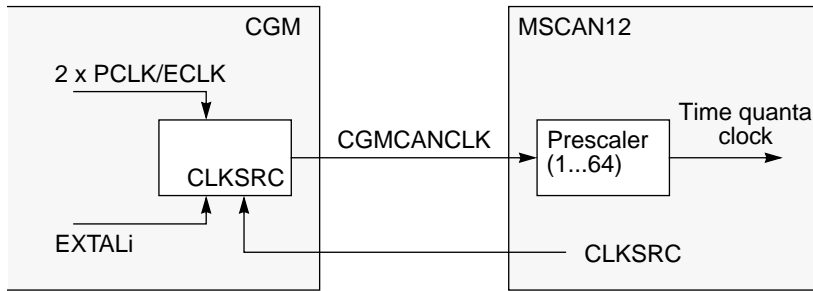 CGM
MSCAN12
2 x PCLK/ECLK
CLKSRC
EXTALi
CGMCANCLK
Prescaler
(1...64)
Time quanta
clock
CLKSRC